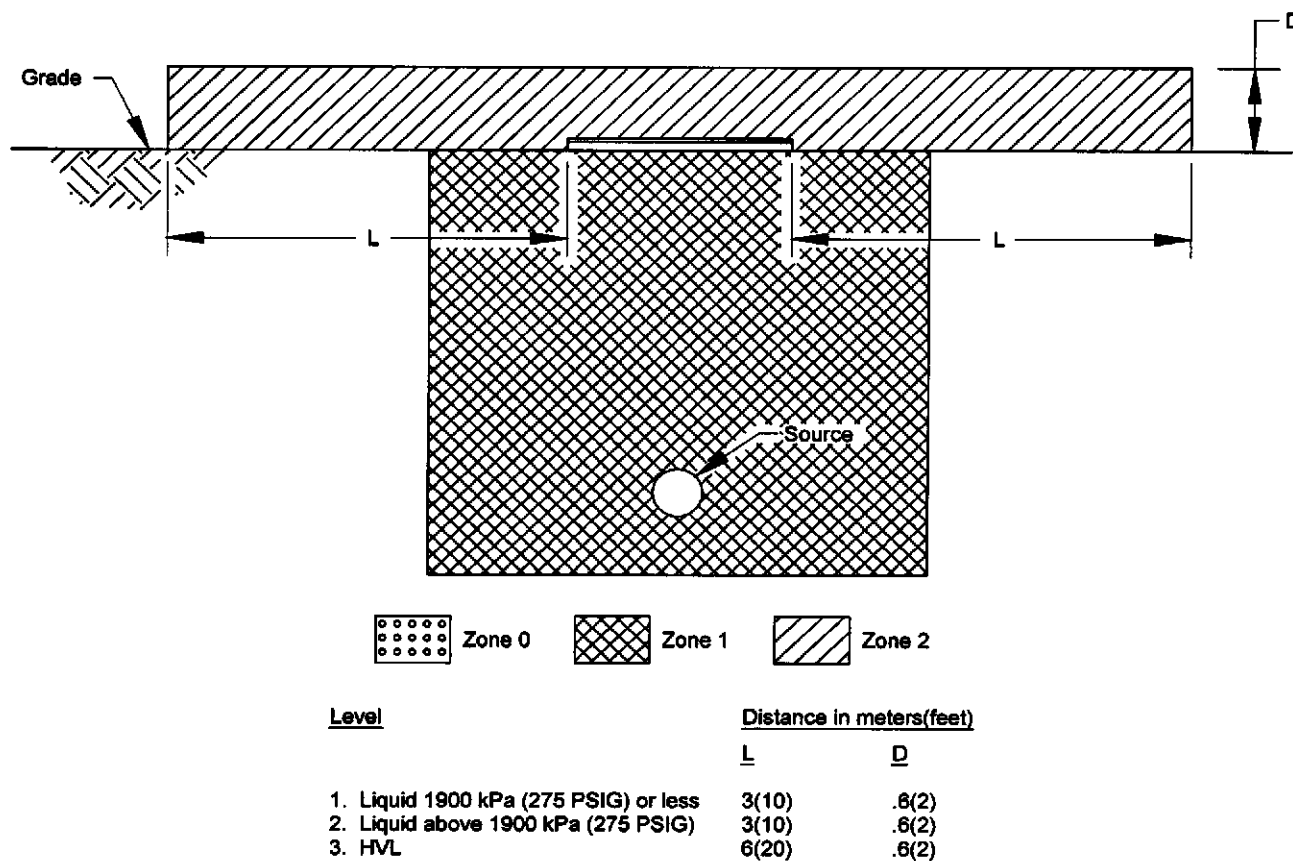 D
Grade
L
L
Source
Zone 0 Zone 1 Zone 2
Level Distance in meters(feet)
L D
1. Liquid 1900 kPa (275 PSIG) or less 3(10) .6(2)
2. Liquid above 1900 kPa (275 PSIG) 3(10) .6(2)
3. HVL 6(20) .6(2)